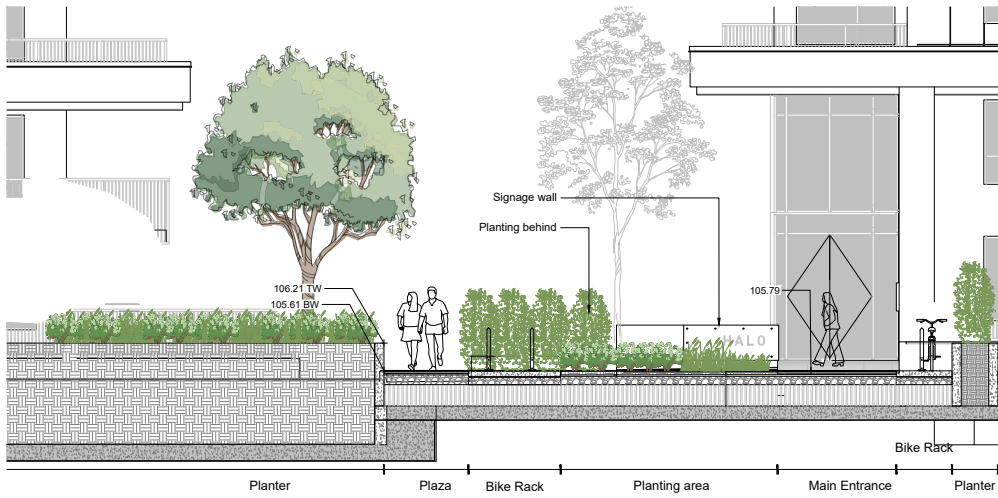 Signage wall
Planting behind
106.21 TW
105.61 BW
105.79
HALO
Bike Rack
Planter
Plaza
Bike Rack
Planting area
Main Entrance
Planter